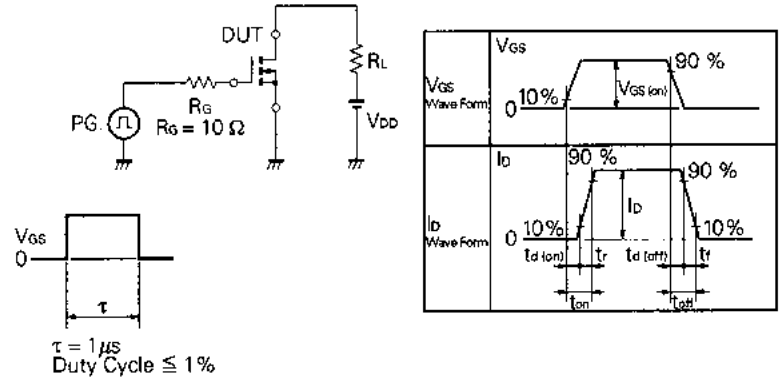 DUT
RL
RG
RG = 10 Ω
PG.
VDD
VGS
0
τ
τ = 1 μs
Duty Cycle ≦ 1%
VGS
Wave Form
VGS
90 %
VGS (on)
10%
0
ID
Wave Form
ID
90 %
90 %
ID
10%
10%
0
td (on) tr td (off) tf
ton toff